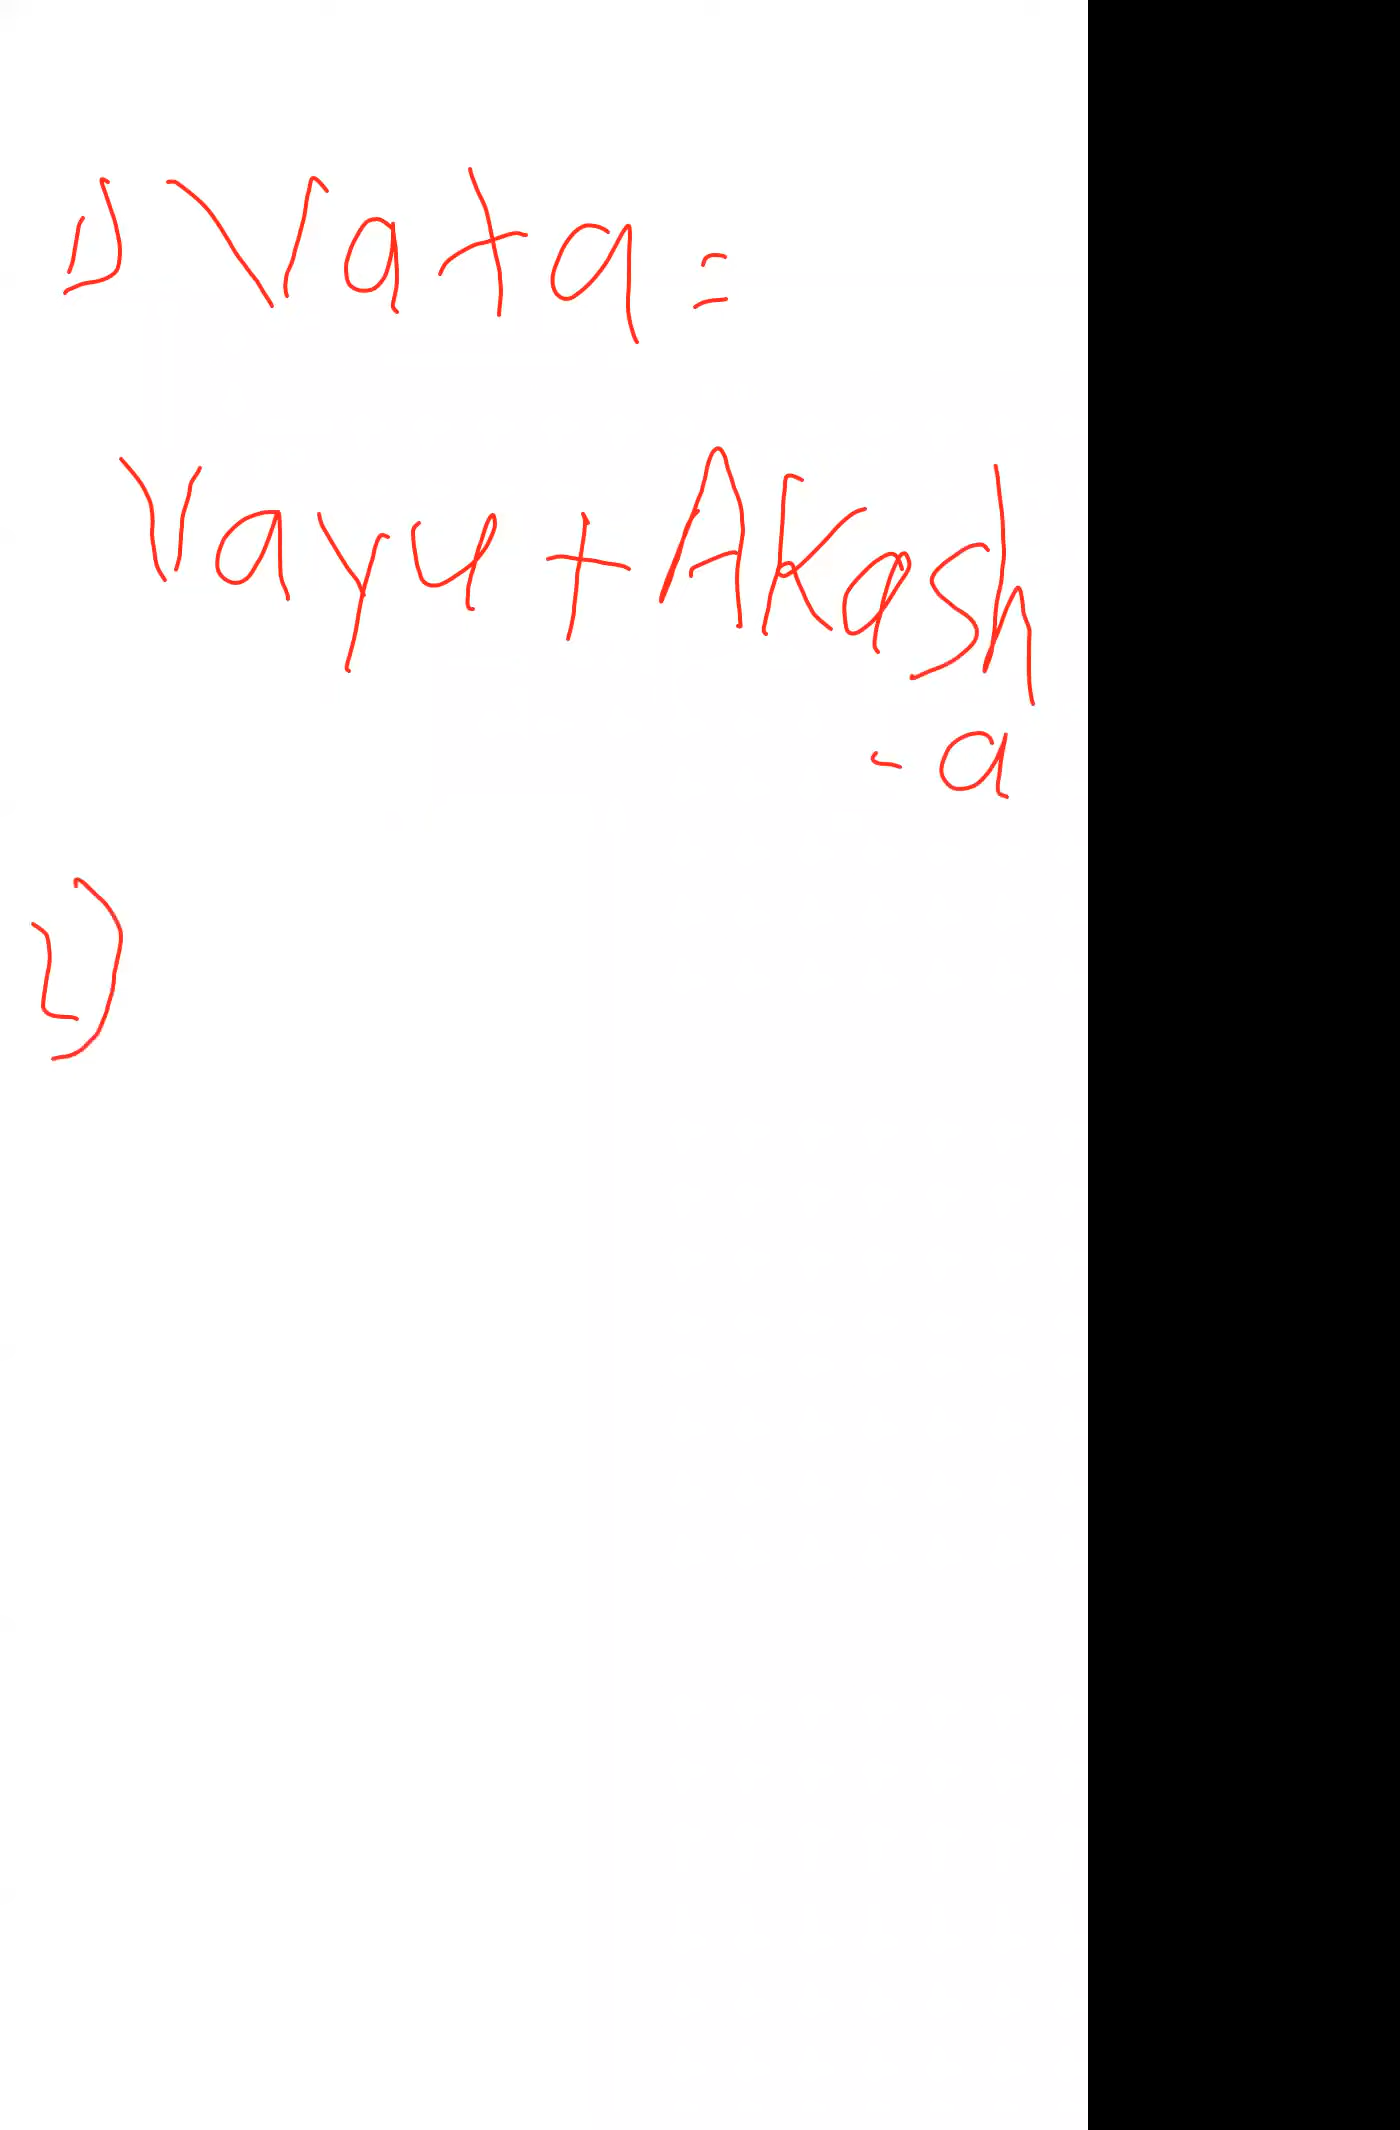 1) Vata =
Vayu + Akash
- a
2)